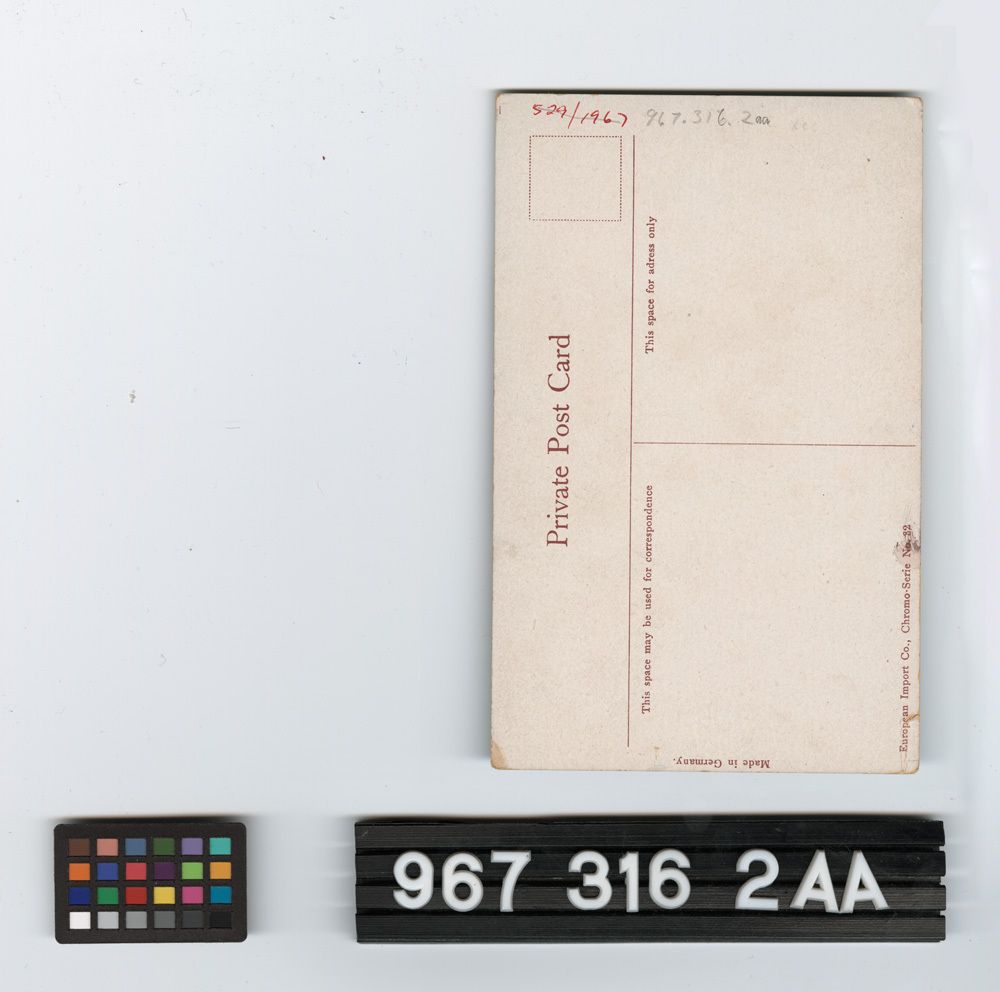 529/1967 967.316.2aa
Private Post Card
This space for adress only
This space may be used for correspondence
European Import Co., Chromo-Serie No. 32
Made in Germany.
967 316 2AA